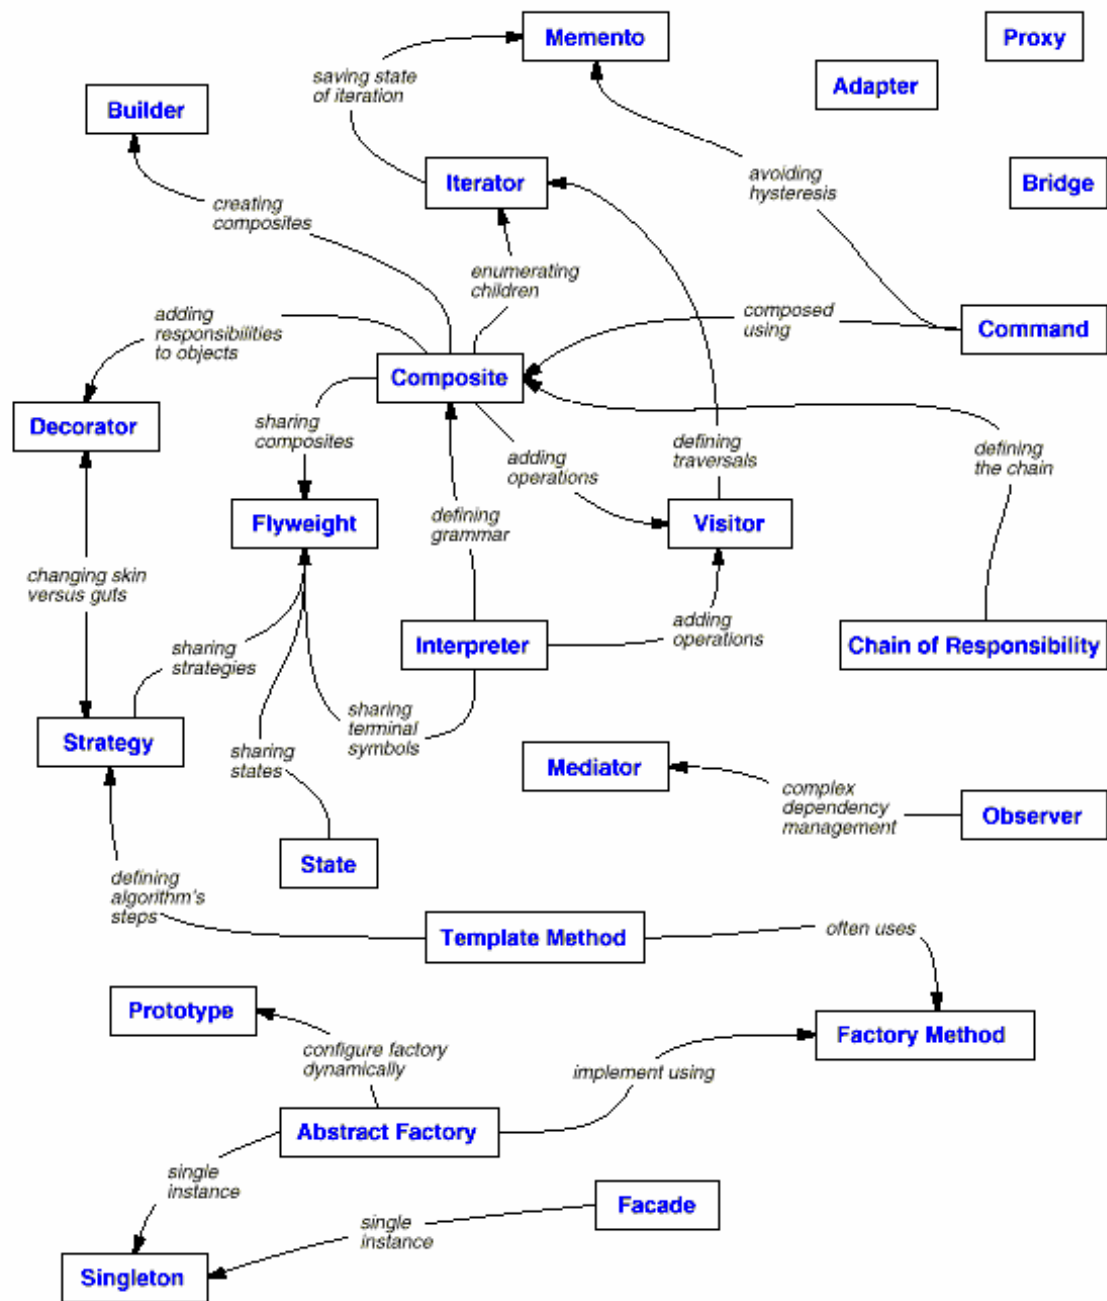 Memento
Proxy
saving state
of iteration
Adapter
Builder
avoiding
hysteresis
Iterator
Bridge
creating
composites
enumerating
children
adding
responsibilities
to objects
composed
using
Command
Composite
Decorator
sharing
composites
adding
operations
defining
traversals
defining
the chain
Flyweight
defining
grammar
Visitor
changing skin
versus guts
sharing
strategies
Interpreter
adding
operations
Chain of Responsibility
Strategy
sharing
states
sharing
terminal
symbols
Mediator
complex
dependency
management
Observer
State
defining
algorithm's
steps
Template Method
often uses
Prototype
Factory Method
configure factory
dynamically
implement using
Abstract Factory
single
instance
Facade
single
instance
Singleton